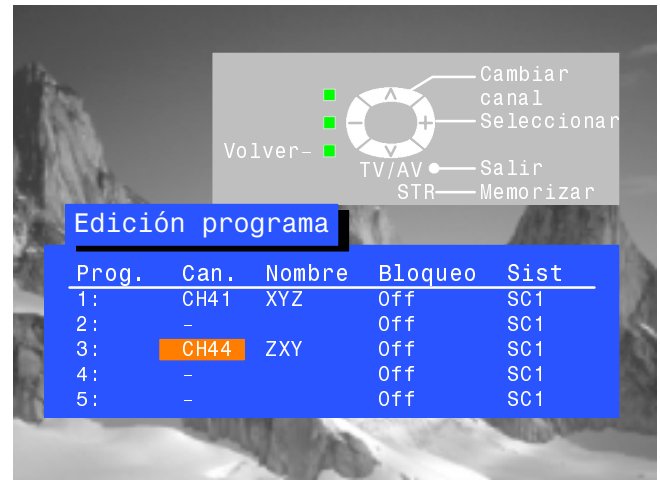 Cambiar
canal
Seleccionar
Volver–
TV/AV Salir
STR Memorizar
Edición programa
Prog. Can. Nombre Bloqueo Sist
1: CH41 XYZ Off SC1
2: – Off SC1
3: CH44 ZXY Off SC1
4: – Off SC1
5: – Off SC1